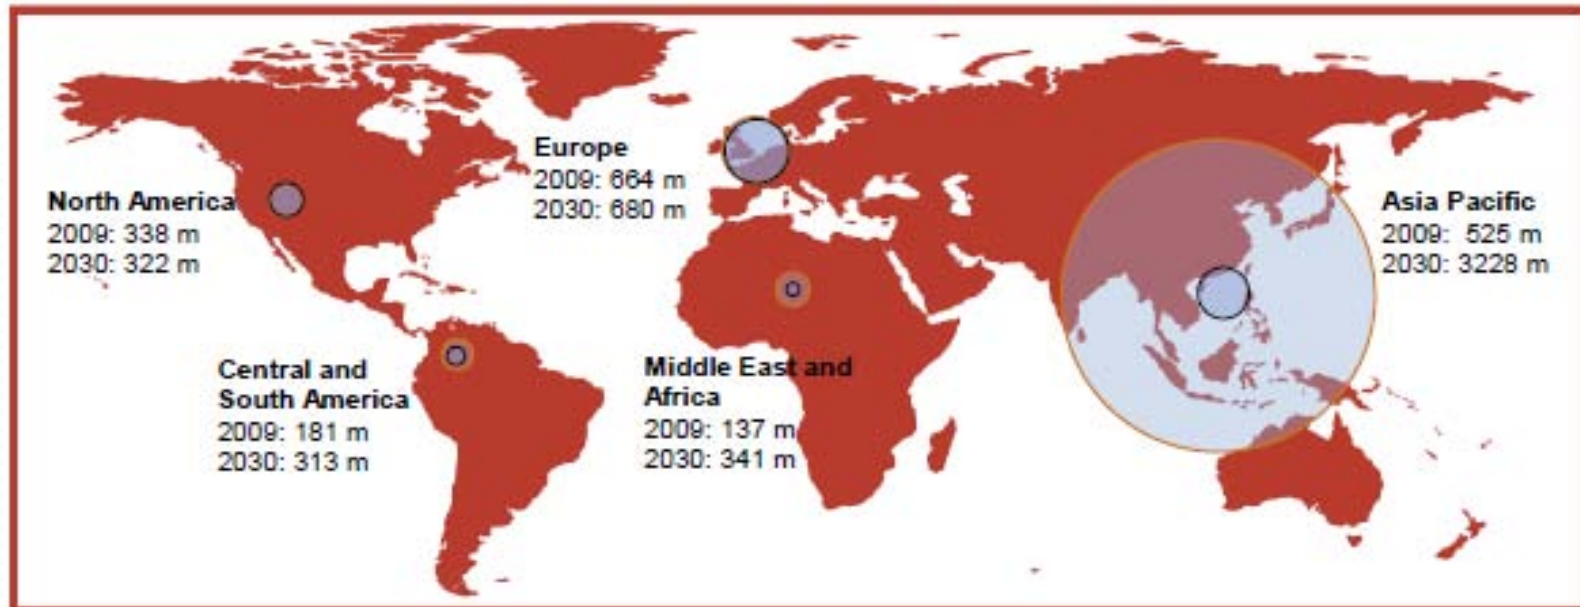 Europe
2009: 664 m
2030: 680 m
North America
2009: 338 m
2030: 322 m
Asia Pacific
2009: 525 m
2030: 3228 m
Central and
South America
2009: 181 m
2030: 313 m
Middle East and
Africa
2009: 137 m
2030: 341 m